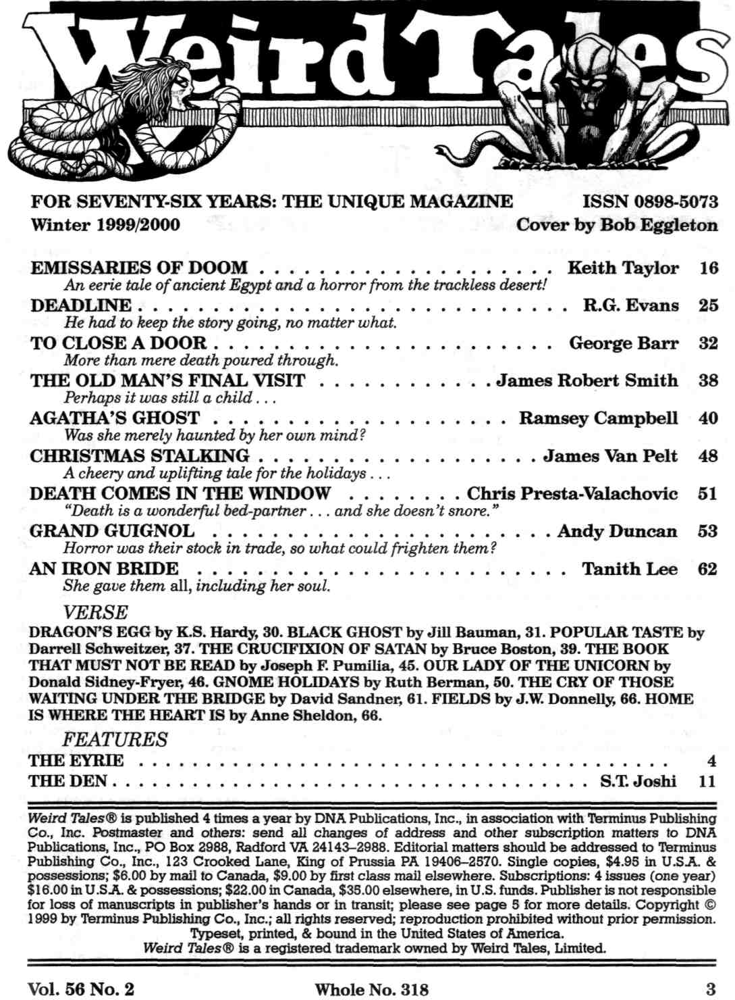 Weird Tales
FOR SEVENTY-SIX YEARS: THE UNIQUE MAGAZINE ISSN 0898-5073
Winter 1999/2000 Cover by Bob Eggleton
EMISSARIES OF DOOM . . . . . . . . . . . . . . . . . . . . Keith Taylor 16
An eerie tale of ancient Egypt and a horror from the trackless desert!
DEADLINE . . . . . . . . . . . . . . . . . . . . . . . . . . . . . R.G. Evans 25
He had to keep the story going, no matter what.
TO CLOSE A DOOR . . . . . . . . . . . . . . . . . . . . . . . George Barr 32
More than mere death poured through.
THE OLD MAN'S FINAL VISIT . . . . . . . . . . . . James Robert Smith 38
Perhaps it was still a child . . .
AGATHA'S GHOST . . . . . . . . . . . . . . . . . . . . Ramsey Campbell 40
Was she merely haunted by her own mind?
CHRISTMAS STALKING . . . . . . . . . . . . . . . . . . . James Van Pelt 48
A cheery and uplifting tale for the holidays . . .
DEATH COMES IN THE WINDOW . . . . . . . . Chris Presta-Valachovic 51
“Death is a wonderful bed-partner . . . and she doesn't snore.”
GRAND GUIGNOL . . . . . . . . . . . . . . . . . . . . . . . Andy Duncan 53
Horror was their stock in trade, so what could frighten them?
AN IRON BRIDE . . . . . . . . . . . . . . . . . . . . . . . . . Tanith Lee 62
She gave them all, including her soul.
VERSE
DRAGON'S EGG by K.S. Hardy, 30. BLACK GHOST by Jill Bauman, 31. POPULAR TASTE by
Darrell Schweitzer, 37. THE CRUCIFIXION OF SATAN by Bruce Boston, 39. THE BOOK
THAT MUST NOT BE READ by Joseph F. Pumilia, 45. OUR LADY OF THE UNICORN by
Donald Sidney-Fryer, 46. GNOME HOLIDAYS by Ruth Berman, 50. THE CRY OF THOSE
WAITING UNDER THE BRIDGE by David Sandner, 61. FIELDS by J.W. Donnelly, 66. HOME
IS WHERE THE HEART IS by Anne Sheldon, 66.
FEATURES
THE EYRIE . . . . . . . . . . . . . . . . . . . . . . . . . . . . . . . . . . . . 4
THE DEN . . . . . . . . . . . . . . . . . . . . . . . . . . . . . . . . S.T. Joshi 11
Weird Tales® is published 4 times a year by DNA Publications, Inc., in association with Terminus Publishing
Co., Inc. Postmaster and others: send all changes of address and other subscription matters to DNA
Publications, Inc., PO Box 2988, Radford VA 24143–2988. Editorial matters should be addressed to Terminus
Publishing Co., Inc., 123 Crooked Lane, King of Prussia PA 19406–2570. Single copies, $4.95 in U.S.A. &
possessions; $6.00 by mail to Canada, $9.00 by first class mail elsewhere. Subscriptions: 4 issues (one year)
$16.00 in U.S.A. & possessions; $22.00 in Canada, $35.00 elsewhere, in U.S. funds. Publisher is not responsible
for loss of manuscripts in publisher's hands or in transit; please see page 5 for more details. Copyright ©
1999 by Terminus Publishing Co., Inc.; all rights reserved; reproduction prohibited without prior permission.
Typeset, printed, & bound in the United States of America.
Weird Tales® is a registered trademark owned by Weird Tales, Limited.
Vol. 56 No. 2 Whole No. 318 3